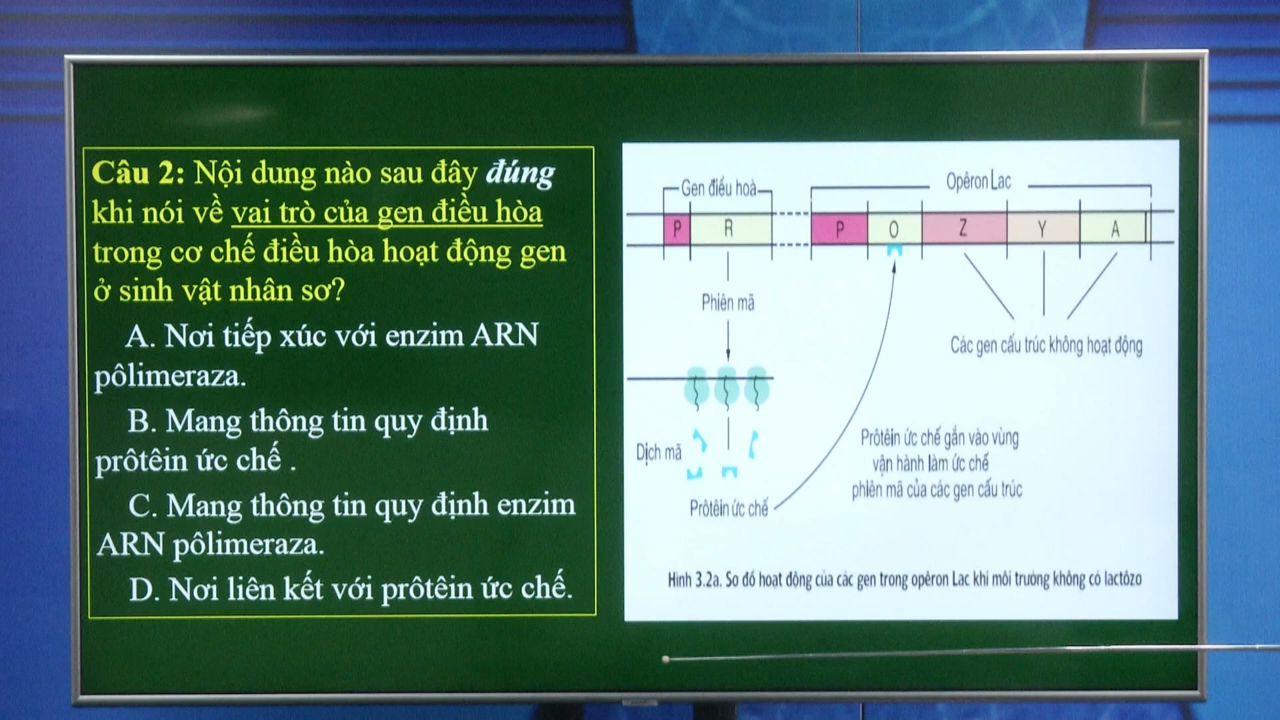 Câu 2: Nội dung nào sau đây đúng
khi nói về vai trò của gen điều hòa
trong cơ chế điều hòa hoạt động gen
ở sinh vật nhân sơ?
A. Nơi tiếp xúc với enzim ARN
pôlimeraza.
B. Mang thông tin quy định
prôtêin ức chế .
C. Mang thông tin quy định enzim
ARN pôlimeraza.
D. Nơi liên kết với prôtêin ức chế.
Gen điều hoà
Opêron Lac
P R P O Z Y A
Phiên mã
Các gen cấu trúc không hoạt động
Dịch mã
Prôtêin ức chế
Prôtêin ức chế gắn vào vùng
vận hành làm ức chế
phiên mã của các gen cấu trúc
Hình 3.2a. Sơ đồ hoạt động của các gen trong opêron Lac khi môi trường không có lactôzơ